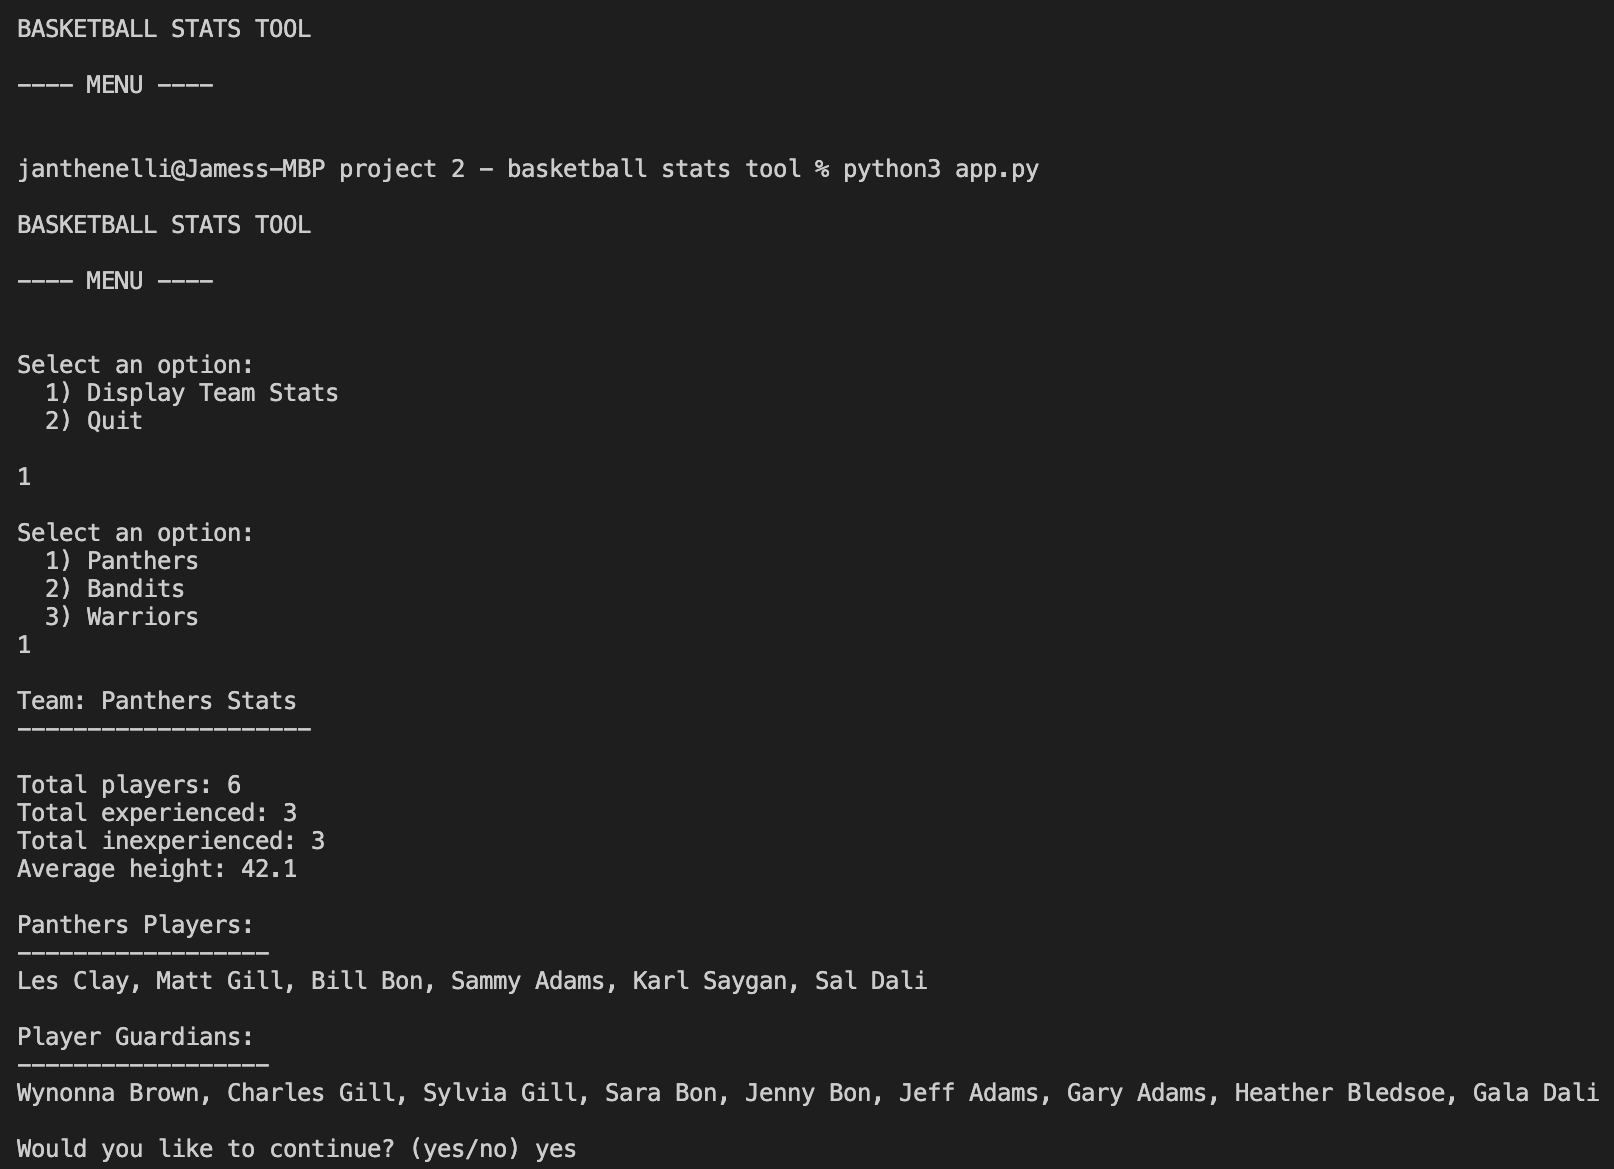 BASKETBALL STATS TOOL
---- MENU ----
janthenelli@Jamess-MBP project 2 - basketball stats tool % python3 app.py
BASKETBALL STATS TOOL
---- MENU ----
Select an option:
  1) Display Team Stats
  2) Quit
1
Select an option:
  1) Panthers
  2) Bandits
  3) Warriors
1
Team: Panthers Stats
---------------------
Total players: 6
Total experienced: 3
Total inexperienced: 3
Average height: 42.1
Panthers Players:
------------------
Les Clay, Matt Gill, Bill Bon, Sammy Adams, Karl Saygan, Sal Dali
Player Guardians:
------------------
Wynonna Brown, Charles Gill, Sylvia Gill, Sara Bon, Jenny Bon, Jeff Adams, Gary Adams, Heather Bledsoe, Gala Dali
Would you like to continue? (yes/no) yes